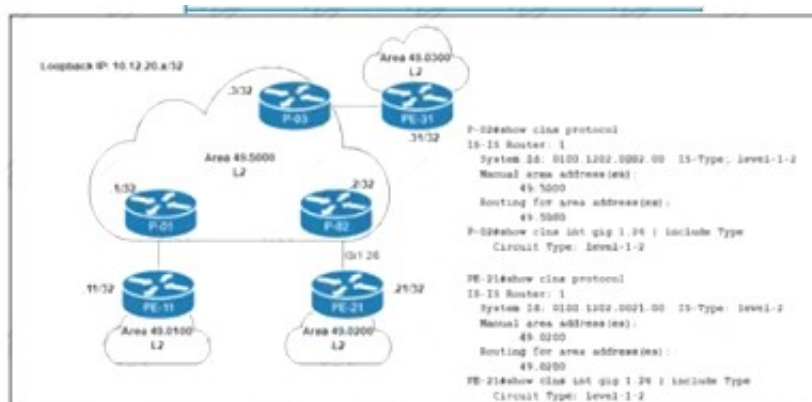 Loopback IP: 10.12.20.x/32
Area 49.0300
L2
.3/32
P-03
PE-31
.31/32
Area 49.5000
L2
.1/32
.2/32
P-01
P-02
.11/32
PE-11
PE-21
.21/32
Area 49.0100
L2
Area 49.0200
L2
P-02#show clns protocol
IS-IS Router: 1
System Id: 0100.1202.0002.00 IS-Type: level-1-2
Manual area address(es):
49.5000
Routing for area address(es):
49.5000
P-02#show clns int gig 1.26 | include Type
Circuit Type: level-1-2
PE-21#show clns protocol
IS-IS Router: 1
System Id: 0100.1202.0021.00 IS-Type: level-2
Manual area address(es):
49.0200
Routing for area address(es):
49.0200
PE-21#show clns int gig 1.26 | include Type
Circuit Type: level-1-2